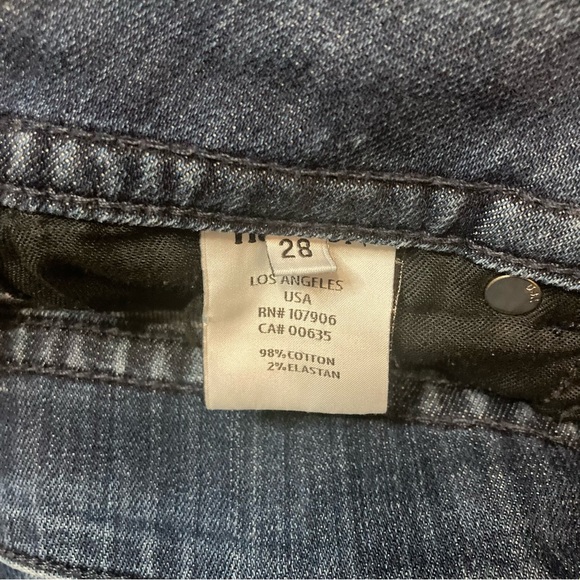 28
LOS ANGELES
USA
RN# 107906
CA# 00635
98% COTTON
2% ELASTAN